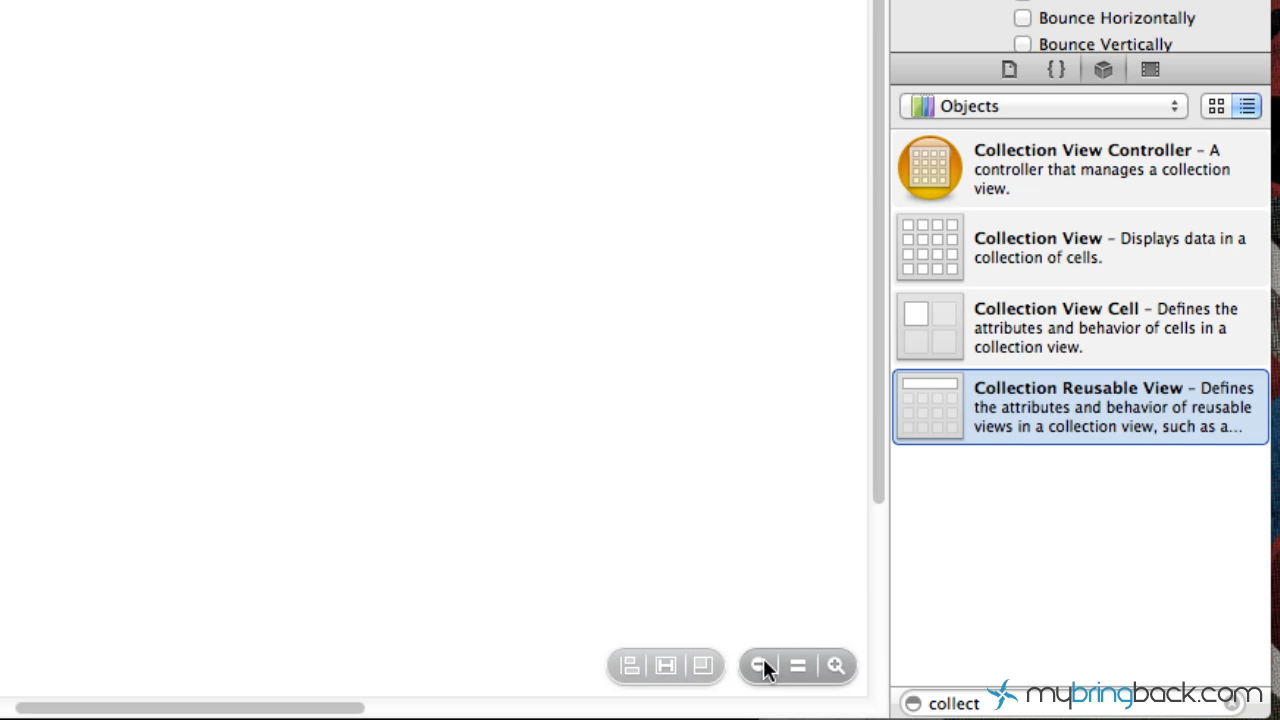 Bounce Horizontally
Bounce Vertically
Objects
Collection View Controller – A
controller that manages a collection
view.
Collection View – Displays data in a
collection of cells.
Collection View Cell – Defines the
attributes and behavior of cells in a
collection view.
Collection Reusable View – Defines
the attributes and behavior of reusable
views in a collection view, such as a...
collect
mybringback.com